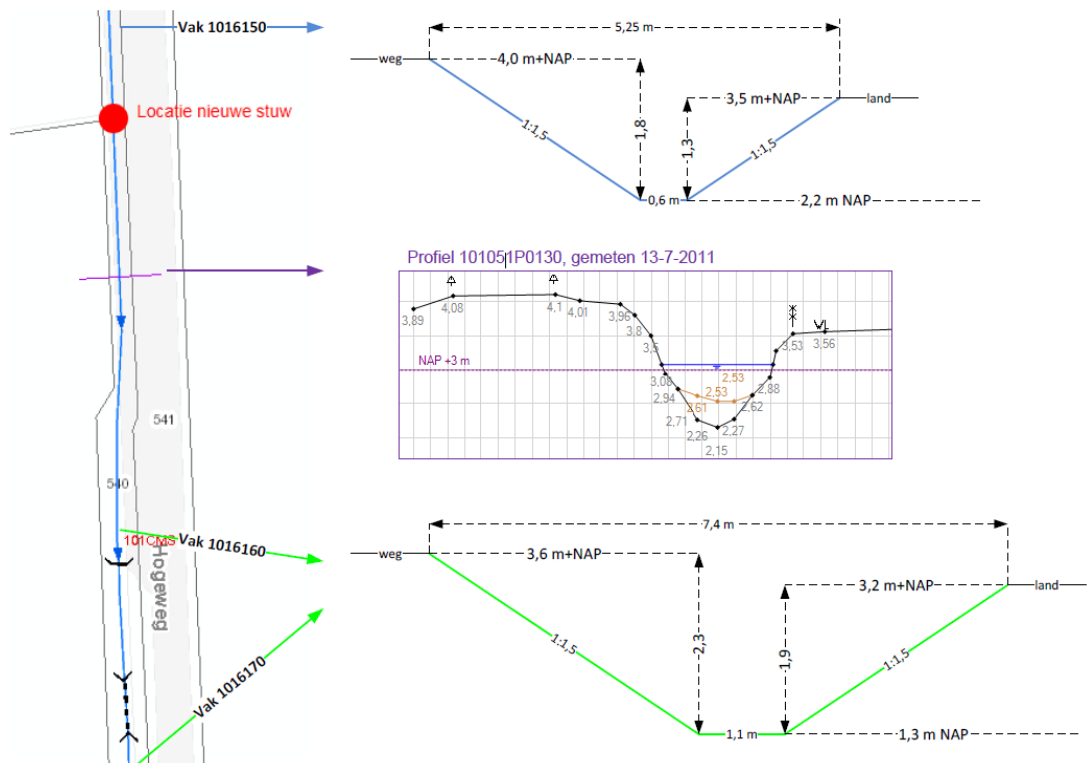 Vak 1016150
Locatie nieuwe stuw
541
540
101CMS
Vak 1016160
Hogeweg
Vak 1016170
5,25 m
weg
4,0 m+NAP
3,5 m+NAP
land
1:1,5
1,8
1,3
1:1,5
0,6 m
2,2 m NAP
Profiel 101051P0130, gemeten 13-7-2011
3,89
4,08
4,1
4,01
3,96
3,8
3,5
3,53
3,56
NAP +3 m
3,08
2,94
2,71
2,26
2,15
2,27
2,62
2,88
2,61
2,53
2,53
7,4 m
weg
3,6 m+NAP
3,2 m+NAP
land
1:1,5
2,3
1,9
1:1,5
1,1 m
1,3 m NAP